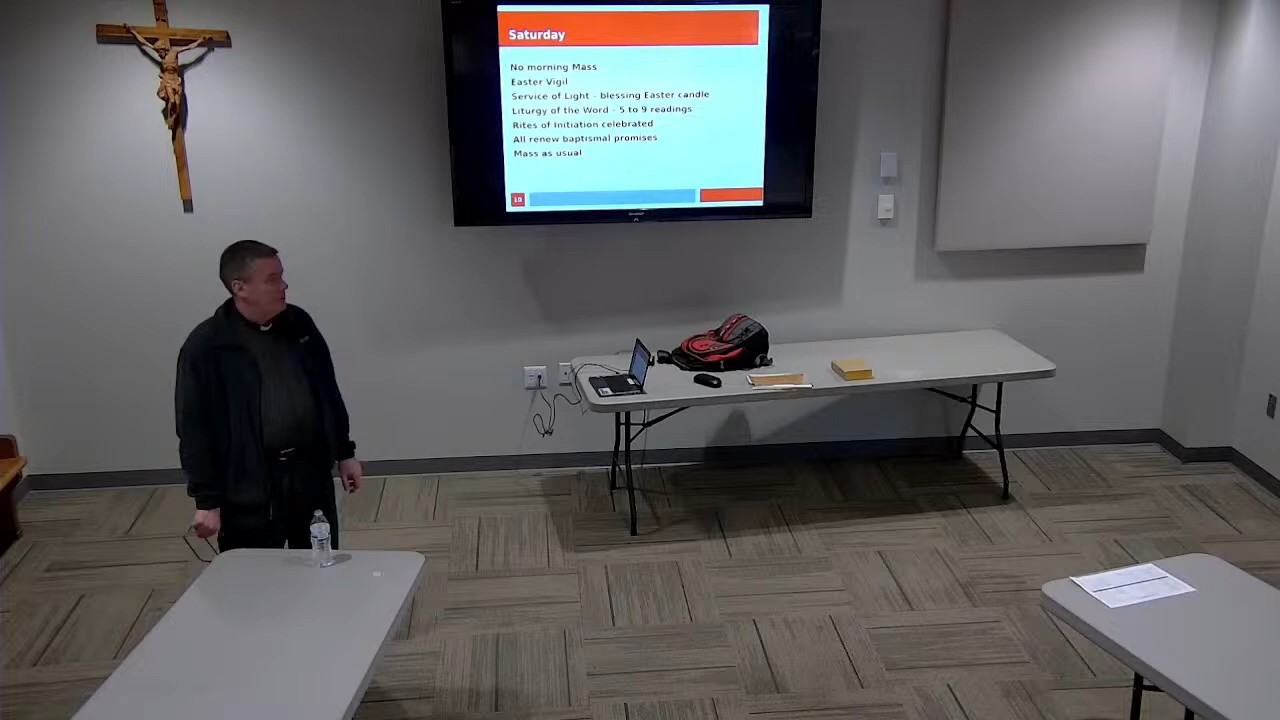 Saturday
No morning Mass
Easter Vigil
Service of Light - blessing Easter candle
Liturgy of the Word - 5 to 9 readings
Rites of Initiation celebrated
All renew baptismal promises
Mass as usual
10